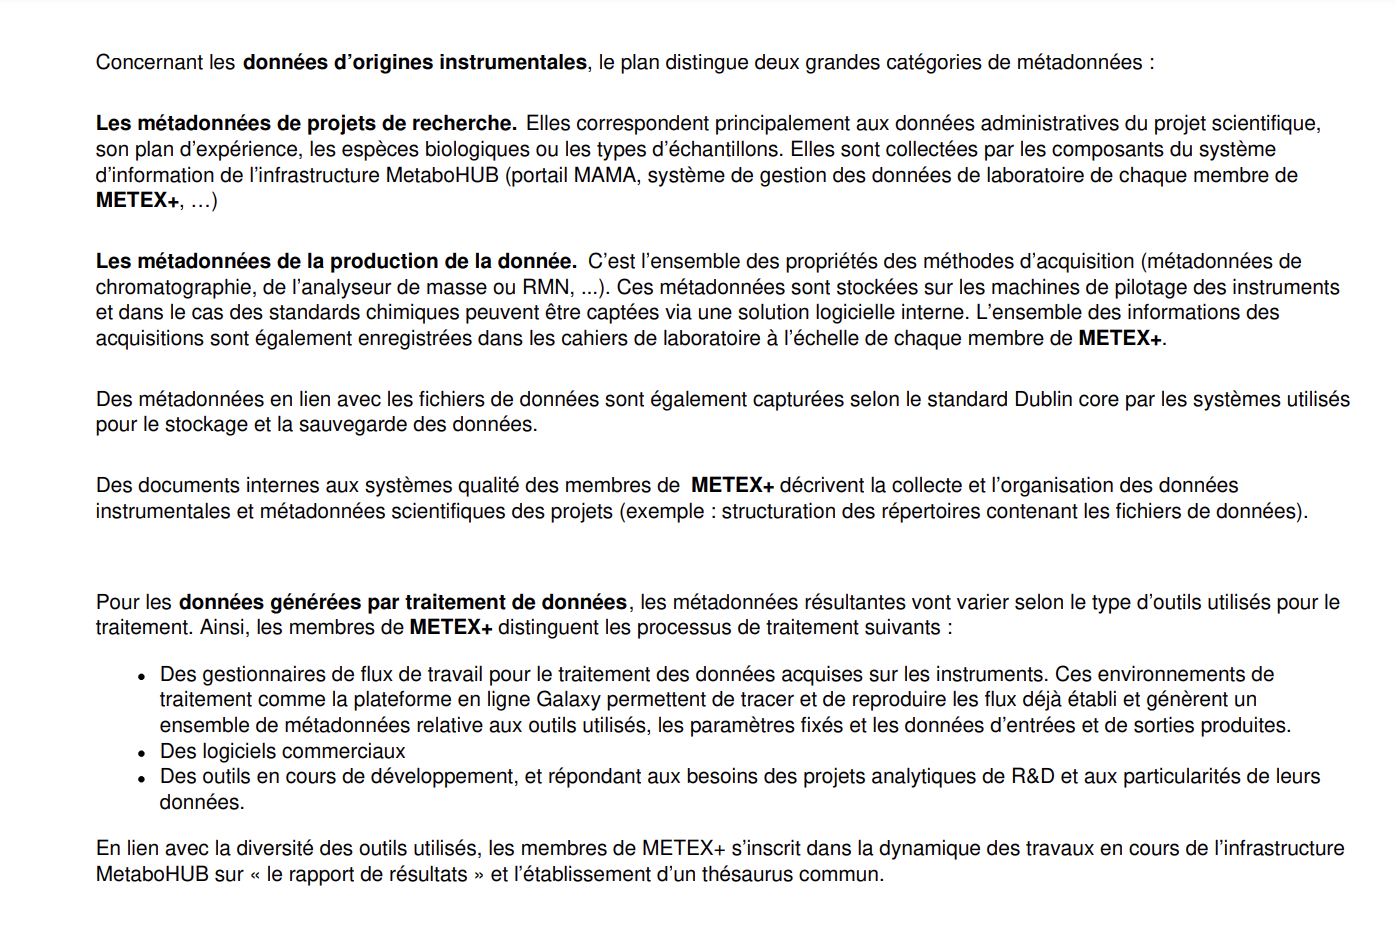 Concernant les données d’origines instrumentales, le plan distingue deux grandes catégories de métadonnées :
Les métadonnées de projets de recherche. Elles correspondent principalement aux données administratives du projet scientifique,
son plan d’expérience, les espèces biologiques ou les types d’échantillons. Elles sont collectées par les composants du système
d’information de l’infrastructure MetaboHUB (portail MAMA, système de gestion des données de laboratoire de chaque membre de
METEX+, …)
Les métadonnées de la production de la donnée. C’est l’ensemble des propriétés des méthodes d’acquisition (métadonnées de
chromatographie, de l’analyseur de masse ou RMN, ...). Ces métadonnées sont stockées sur les machines de pilotage des instruments
et dans le cas des standards chimiques peuvent être captées via une solution logicielle interne. L’ensemble des informations des
acquisitions sont également enregistrées dans les cahiers de laboratoire à l’échelle de chaque membre de METEX+.
Des métadonnées en lien avec les fichiers de données sont également capturées selon le standard Dublin core par les systèmes utilisés
pour le stockage et la sauvegarde des données.
Des documents internes aux systèmes qualité des membres de METEX+ décrivent la collecte et l’organisation des données
instrumentales et métadonnées scientifiques des projets (exemple : structuration des répertoires contenant les fichiers de données).
Pour les données générées par traitement de données, les métadonnées résultantes vont varier selon le type d’outils utilisés pour le
traitement. Ainsi, les membres de METEX+ distinguent les processus de traitement suivants :
• Des gestionnaires de flux de travail pour le traitement des données acquises sur les instruments. Ces environnements de
traitement comme la plateforme en ligne Galaxy permettent de tracer et de reproduire les flux déjà établi et génèrent un
ensemble de métadonnées relative aux outils utilisés, les paramètres fixés et les données d’entrées et de sorties produites.
• Des logiciels commerciaux
• Des outils en cours de développement, et répondant aux besoins des projets analytiques de R&D et aux particularités de leurs
données.
En lien avec la diversité des outils utilisés, les membres de METEX+ s’inscrit dans la dynamique des travaux en cours de l’infrastructure
MetaboHUB sur « le rapport de résultats » et l’établissement d’un thésaurus commun.